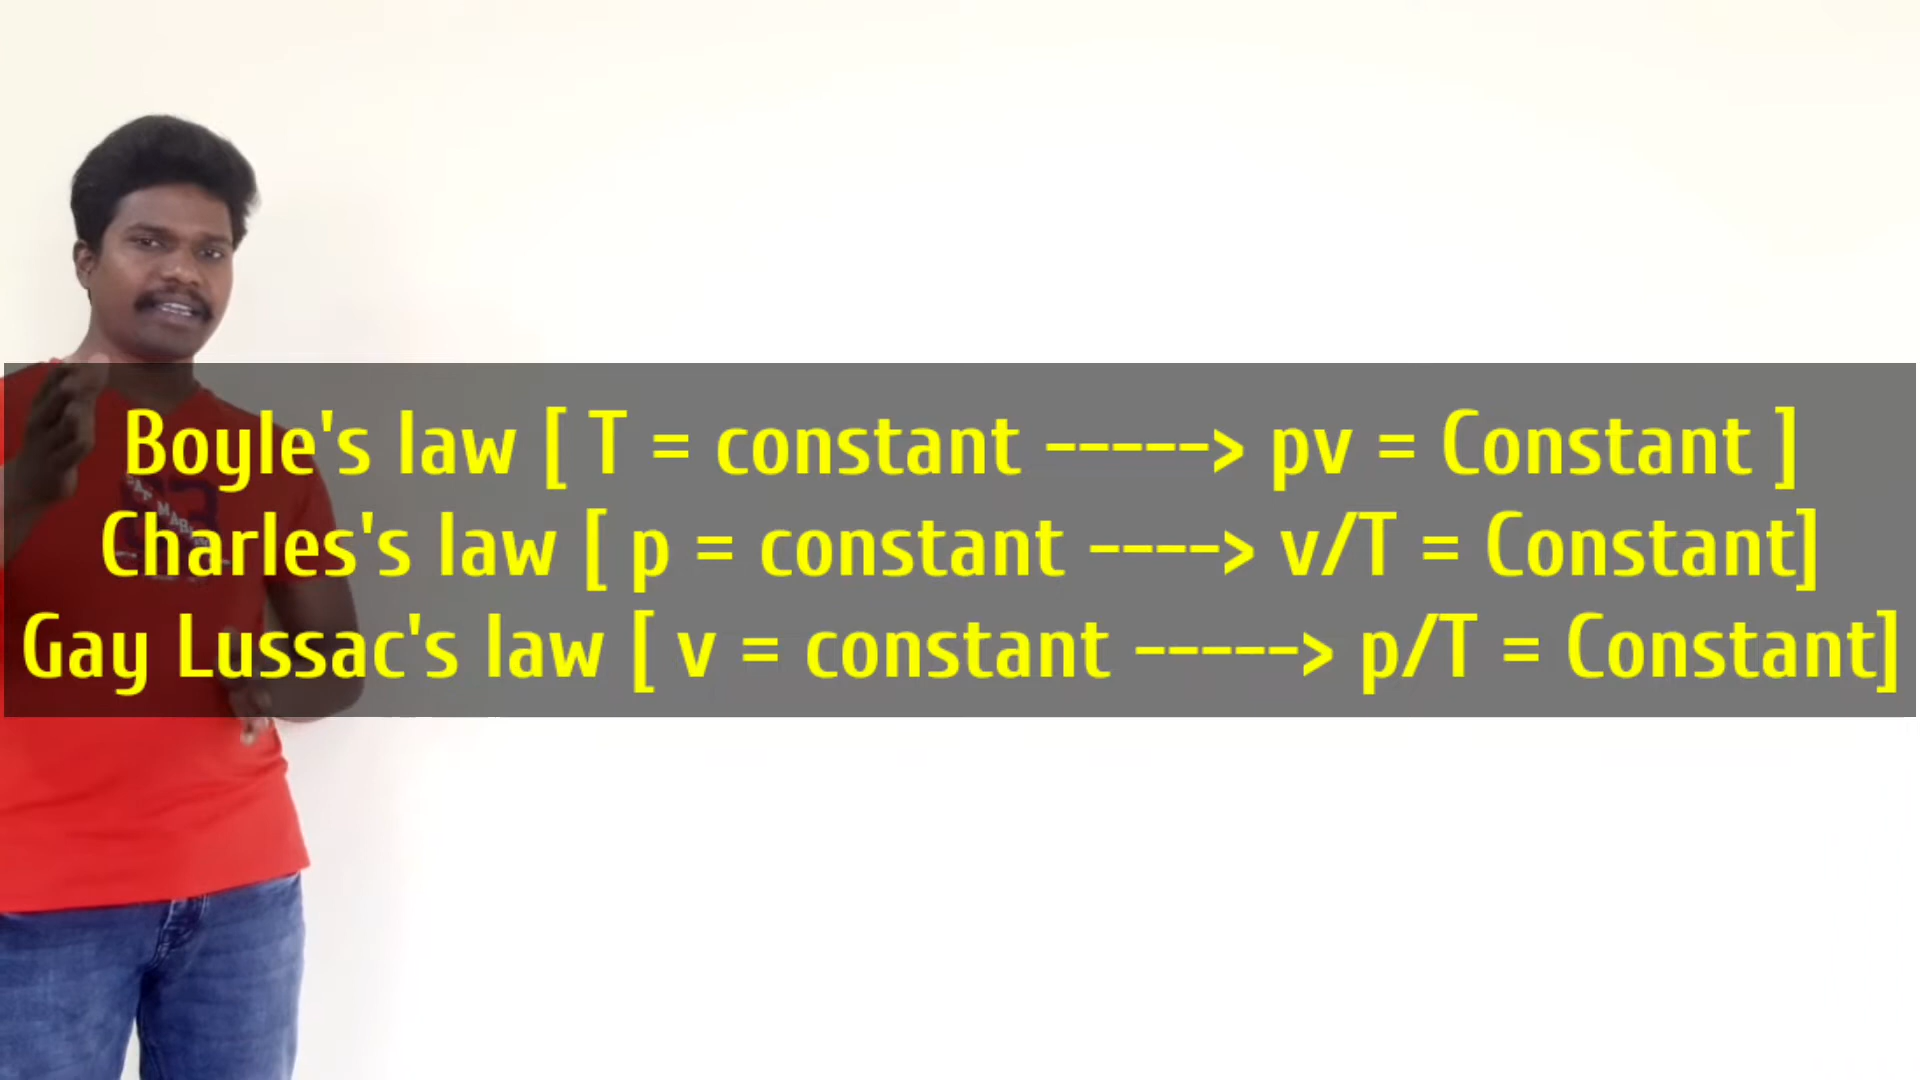 Boyle's law [ T = constant -----> pv = Constant ]
Charles's law [ p = constant ----> v/T = Constant]
Gay Lussac's law [ v = constant -----> p/T = Constant]